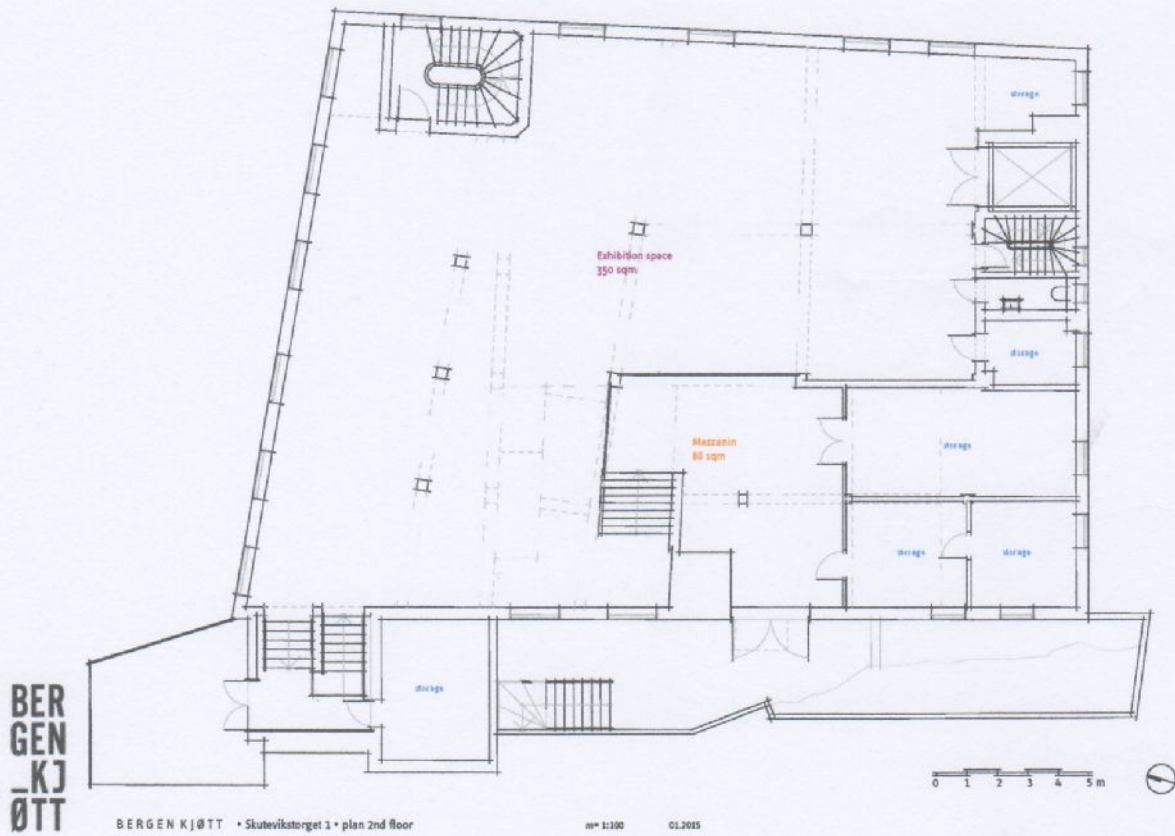 storage
Exhibition space
350 sqm
storage
Mezzanin
88 sqm
storage
storage
storage
storage
BER
GEN
_KJ
ØTT
0 1 2 3 4 5 m
BERGEN KJØTT • Skutevikstorget 1 • plan 2nd floor
m= 1:100
01.2015